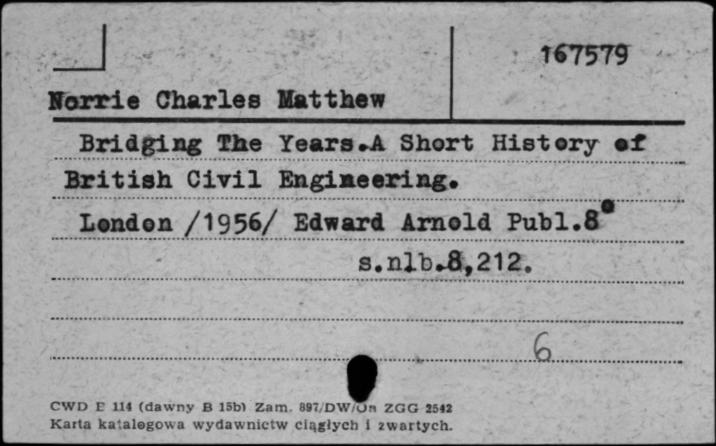 167579
Norrie Charles Matthew
Bridging The Years.A Short History of
British Civil Engineering.
London /1956/ Edward Arnold Publ.8°
s.nlb.8,212.
6
CWD E 114 (dawny B 15b) Zam. 897/DW/Un ZGG 2542
Karta katalogowa wydawnictw ciągłych i zwartych.